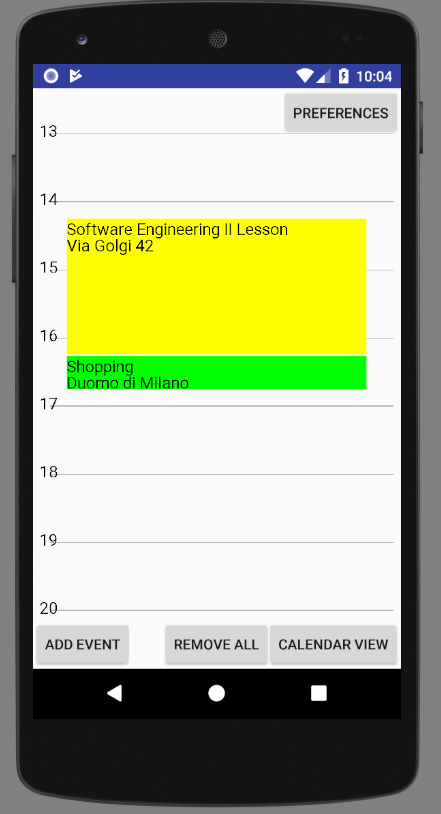 10:04
PREFERENCES
13
14
Software Engineering II Lesson
Via Golgi 42
15
16
Shopping
Duomo di Milano
17
18
19
20
ADD EVENT
REMOVE ALL
CALENDAR VIEW